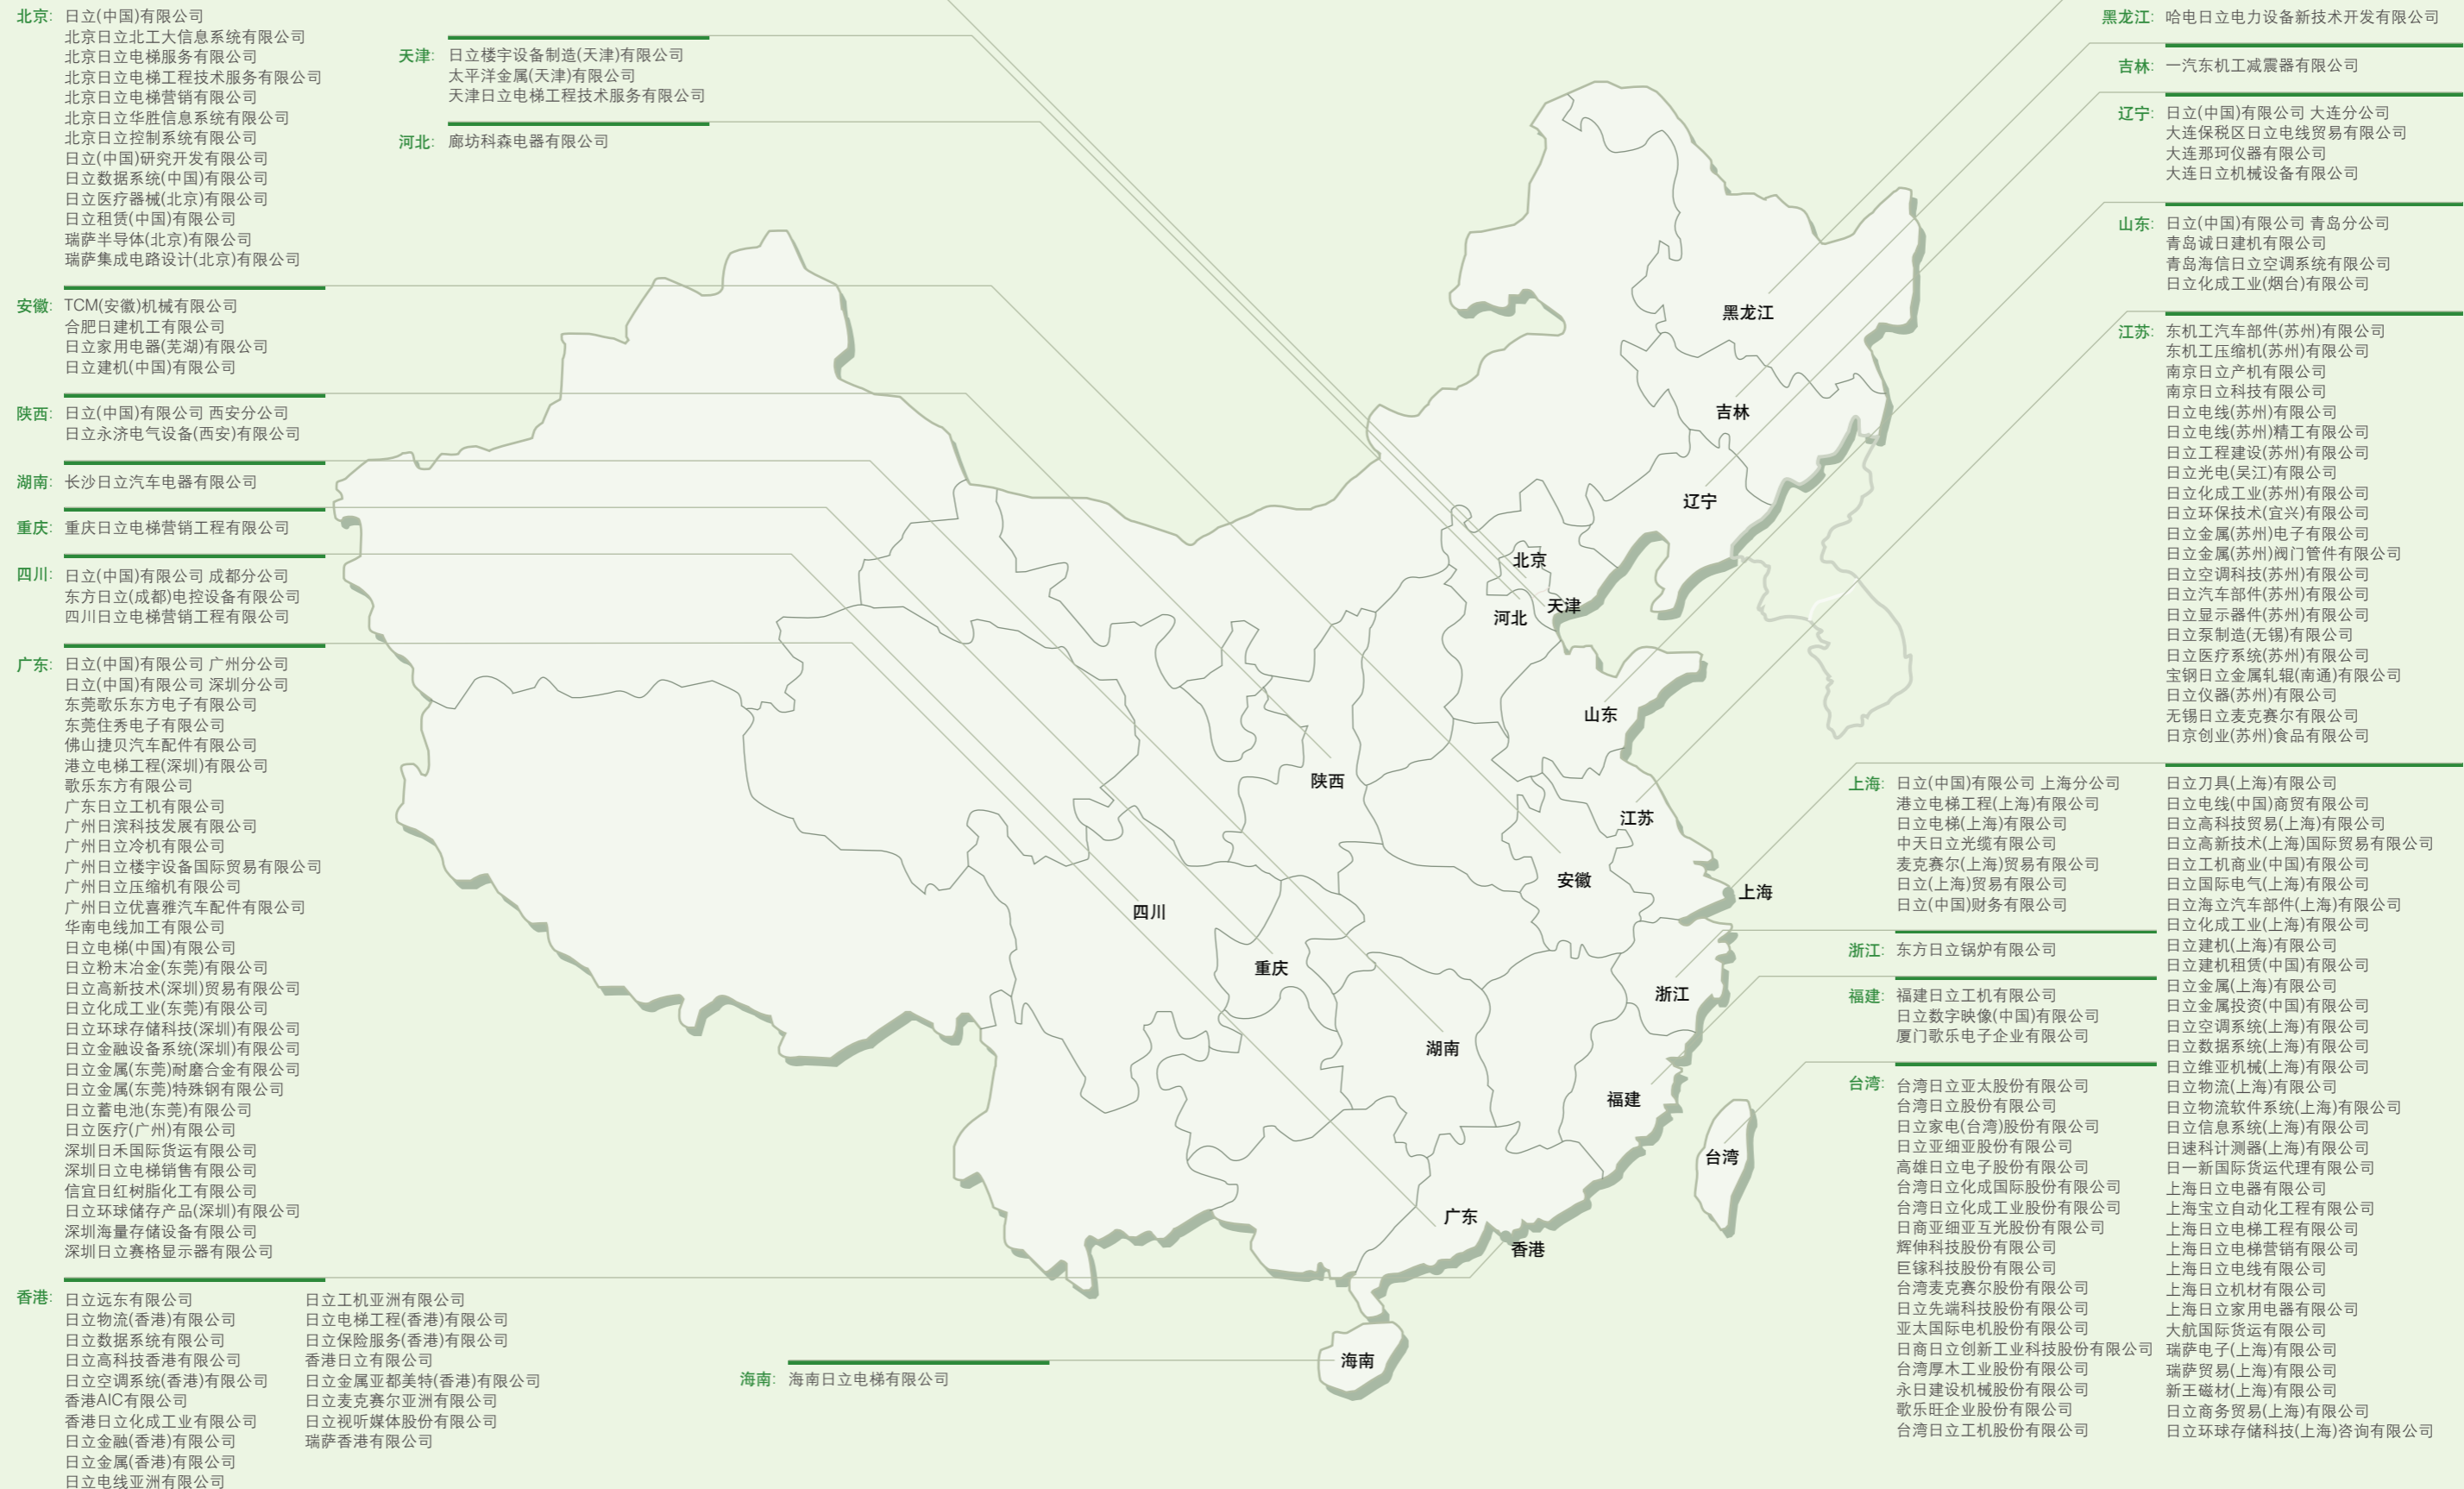 北京: 日立(中国)有限公司
北京日立北工大信息系统有限公司
北京日立电梯服务有限公司
北京日立电梯工程技术服务有限公司
北京日立电梯营销有限公司
北京日立华胜信息系统有限公司
北京日立控制系统有限公司
日立(中国)研究开发有限公司
日立数据系统(中国)有限公司
日立医疗器械(北京)有限公司
日立租赁(中国)有限公司
瑞萨半导体(北京)有限公司
瑞萨集成电路设计(北京)有限公司
安徽: TCM(安徽)机械有限公司
合肥日建机工有限公司
日立家用电器(芜湖)有限公司
日立建机(中国)有限公司
陕西: 日立(中国)有限公司 西安分公司
日立永济电气设备(西安)有限公司
湖南: 长沙日立汽车电器有限公司
重庆: 重庆日立电梯营销工程有限公司
四川: 日立(中国)有限公司 成都分公司
东方日立(成都)电控设备有限公司
四川日立电梯营销工程有限公司
广东: 日立(中国)有限公司 广州分公司
日立(中国)有限公司 深圳分公司
东莞歌乐东方电子有限公司
东莞住秀电子有限公司
佛山捷贝汽车配件有限公司
港立电梯工程(深圳)有限公司
歌乐东方有限公司
广东日立工机有限公司
广州日滨科技发展有限公司
广州日立冷机有限公司
广州日立楼宇设备国际贸易有限公司
广州日立压缩机有限公司
广州日立优喜雅汽车配件有限公司
华南电线加工有限公司
日立电梯(中国)有限公司
日立粉末冶金(东莞)有限公司
日立高新技术(深圳)贸易有限公司
日立化成工业(东莞)有限公司
日立环球存储科技(深圳)有限公司
日立金融设备系统(深圳)有限公司
日立金属(东莞)耐磨合金有限公司
日立金属(东莞)特殊钢有限公司
日立蓄电池(东莞)有限公司
日立医疗(广州)有限公司
深圳日禾国际货运有限公司
深圳日立电梯销售有限公司
信宜日红树脂化工有限公司
日立环球储存产品(深圳)有限公司
深圳海量存储设备有限公司
深圳日立赛格显示器有限公司
香港: 日立远东有限公司
日立物流(香港)有限公司
日立数据系统有限公司
日立高科技香港有限公司
日立空调系统(香港)有限公司
香港AIC有限公司
香港日立化成工业有限公司
日立金融(香港)有限公司
日立金属(香港)有限公司
日立电线亚洲有限公司
日立工机亚洲有限公司
日立电梯工程(香港)有限公司
日立保险服务(香港)有限公司
香港日立有限公司
日立金属亚都美特(香港)有限公司
日立麦克赛尔亚洲有限公司
日立视听媒体股份有限公司
瑞萨香港有限公司
天津: 日立楼宇设备制造(天津)有限公司
太平洋金属(天津)有限公司
天津日立电梯工程技术服务有限公司
河北: 廊坊科森电器有限公司
海南: 海南日立电梯有限公司
黑龙江
吉林
辽宁
北京
天津
河北
山东
陕西
江苏
安徽
上海
四川
重庆
浙江
湖南
福建
台湾
广东
香港
海南
黑龙江: 哈电日立电力设备新技术开发有限公司
吉林: 一汽东机工减震器有限公司
辽宁: 日立(中国)有限公司 大连分公司
大连保税区日立电线贸易有限公司
大连那珂仪器有限公司
大连日立机械设备有限公司
山东: 日立(中国)有限公司 青岛分公司
青岛诚日建机有限公司
青岛海信日立空调系统有限公司
日立化成工业(烟台)有限公司
江苏: 东机工汽车部件(苏州)有限公司
东机工压缩机(苏州)有限公司
南京日立产机有限公司
南京日立科技有限公司
日立电线(苏州)有限公司
日立电线(苏州)精工有限公司
日立工程建设(苏州)有限公司
日立光电(吴江)有限公司
日立化成工业(苏州)有限公司
日立环保技术(宜兴)有限公司
日立金属(苏州)电子有限公司
日立金属(苏州)阀门管件有限公司
日立空调科技(苏州)有限公司
日立汽车部件(苏州)有限公司
日立显示器件(苏州)有限公司
日立泵制造(无锡)有限公司
日立医疗系统(苏州)有限公司
宝钢日立金属轧辊(南通)有限公司
日立仪器(苏州)有限公司
无锡日立麦克赛尔有限公司
日京创业(苏州)食品有限公司
上海: 日立(中国)有限公司 上海分公司
港立电梯工程(上海)有限公司
日立电梯(上海)有限公司
中天日立光缆有限公司
麦克赛尔(上海)贸易有限公司
日立(上海)贸易有限公司
日立(中国)财务有限公司
日立刀具(上海)有限公司
日立电线(中国)商贸有限公司
日立高科技贸易(上海)有限公司
日立高新技术(上海)国际贸易有限公司
日立工机商业(中国)有限公司
日立国际电气(上海)有限公司
日立海立汽车部件(上海)有限公司
日立化成工业(上海)有限公司
日立建机(上海)有限公司
日立建机租赁(中国)有限公司
日立金属(上海)有限公司
日立金属投资(中国)有限公司
日立空调系统(上海)有限公司
日立数据系统(上海)有限公司
日立维亚机械(上海)有限公司
日立物流(上海)有限公司
日立物流软件系统(上海)有限公司
日立信息系统(上海)有限公司
日速科计测器(上海)有限公司
日一新国际货运代理有限公司
上海日立电器有限公司
上海宝立自动化工程有限公司
上海日立电梯工程有限公司
上海日立电梯营销有限公司
上海日立电线有限公司
上海日立机材有限公司
上海日立家用电器有限公司
大航国际货运有限公司
瑞萨电子(上海)有限公司
瑞萨贸易(上海)有限公司
新王磁材(上海)有限公司
日立商务贸易(上海)有限公司
日立环球存储科技(上海)咨询有限公司
浙江: 东方日立锅炉有限公司
福建: 福建日立工机有限公司
日立数字映像(中国)有限公司
厦门歌乐电子企业有限公司
台湾: 台湾日立亚太股份有限公司
台湾日立股份有限公司
日立家电(台湾)股份有限公司
日立亚细亚股份有限公司
高雄日立电子股份有限公司
台湾日立化成国际股份有限公司
台湾日立化成工业股份有限公司
日商亚细亚互光股份有限公司
辉伸科技股份有限公司
巨镓科技股份有限公司
台湾麦克赛尔股份有限公司
日立先端科技股份有限公司
亚太国际电机股份有限公司
日商日立创新工业科技股份有限公司
台湾厚木工业股份有限公司
永日建设机械股份有限公司
歌乐旺企业股份有限公司
台湾日立工机股份有限公司